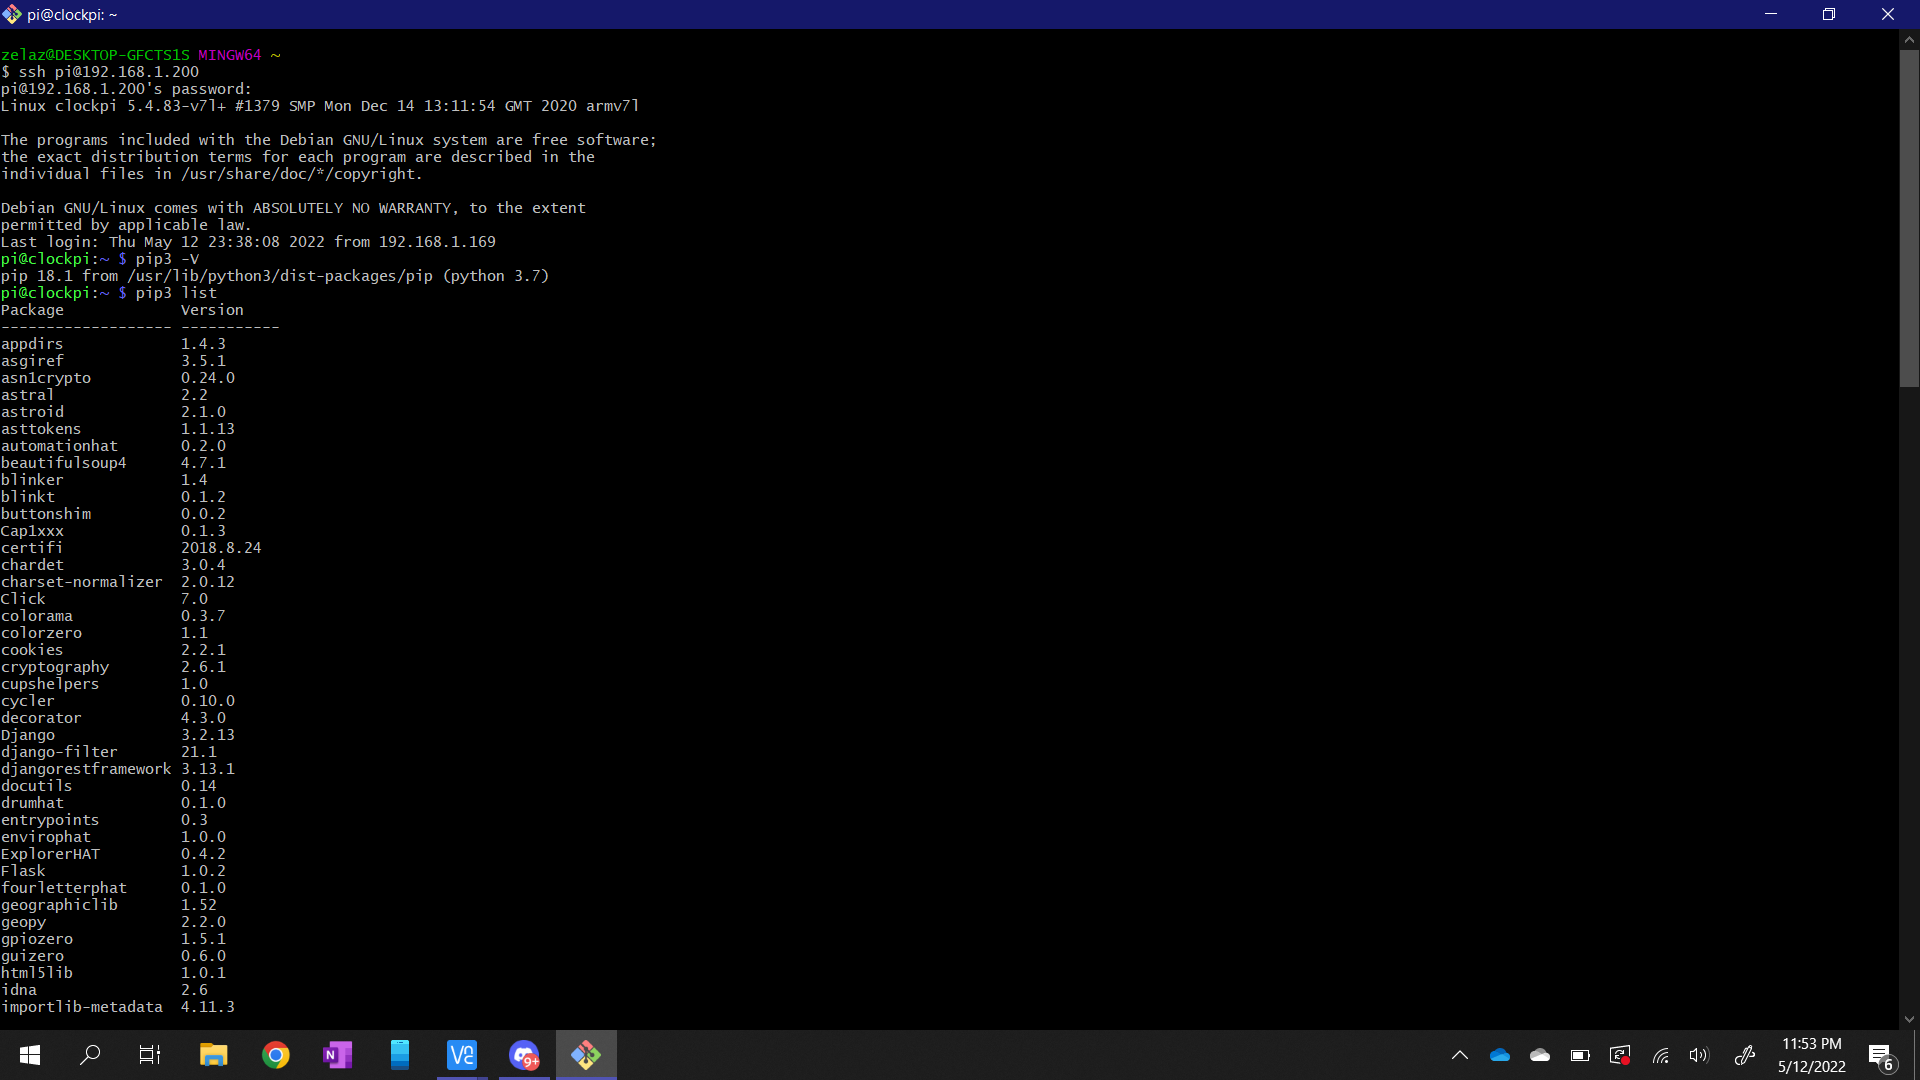 pi@clockpi: ~
zelaz@DESKTOP-GFCTS1S MINGW64 ~
$ ssh pi@192.168.1.200
pi@192.168.1.200's password:
Linux clockpi 5.4.83-v7l+ #1379 SMP Mon Dec 14 13:11:54 GMT 2020 armv7l
The programs included with the Debian GNU/Linux system are free software;
the exact distribution terms for each program are described in the
individual files in /usr/share/doc/*/copyright.
Debian GNU/Linux comes with ABSOLUTELY NO WARRANTY, to the extent
permitted by applicable law.
Last login: Thu May 12 23:38:08 2022 from 192.168.1.169
pi@clockpi:~ $ pip3 -V
pip 18.1 from /usr/lib/python3/dist-packages/pip (python 3.7)
pi@clockpi:~ $ pip3 list
Package             Version
------------------- -----------
appdirs             1.4.3
asgiref             3.5.1
asn1crypto          0.24.0
astral              2.2
astroid             2.1.0
asttokens           1.1.13
automationhat       0.2.0
beautifulsoup4      4.7.1
blinker             1.4
blinkt              0.1.2
buttonshim          0.0.2
Cap1xxx             0.1.3
certifi             2018.8.24
chardet             3.0.4
charset-normalizer  2.0.12
Click               7.0
colorama            0.3.7
colorzero           1.1
cookies             2.2.1
cryptography        2.6.1
cupshelpers         1.0
cycler              0.10.0
decorator           4.3.0
Django              3.2.13
django-filter       21.1
djangorestframework 3.13.1
docutils            0.14
drumhat             0.1.0
entrypoints         0.3
envirophat          1.0.0
ExplorerHAT         0.4.2
Flask               1.0.2
fourletterphat      0.1.0
geographiclib       1.52
geopy               2.2.0
gpiozero            1.5.1
guizero             0.6.0
html5lib            1.0.1
idna                2.6
importlib-metadata  4.11.3
N
VC
9+
11:53 PM
5/12/2022
6